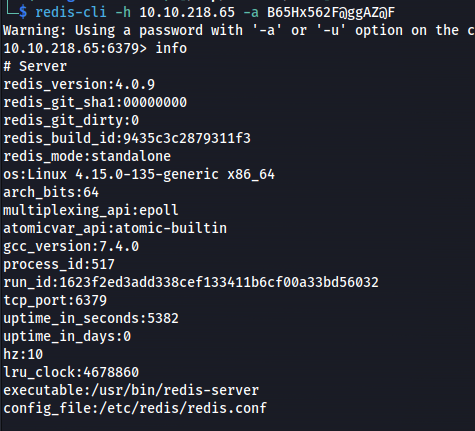 └─$ redis-cli -h 10.10.218.65 -a B65Hx562F@ggAZ@F
Warning: Using a password with '-a' or '-u' option on the c
10.10.218.65:6379> info
# Server
redis_version:4.0.9
redis_git_sha1:00000000
redis_git_dirty:0
redis_build_id:9435c3c2879311f3
redis_mode:standalone
os:Linux 4.15.0-135-generic x86_64
arch_bits:64
multiplexing_api:epoll
atomicvar_api:atomic-builtin
gcc_version:7.4.0
process_id:517
run_id:1623f2ed3add338cef133411b6cf00a33bd56032
tcp_port:6379
uptime_in_seconds:5382
uptime_in_days:0
hz:10
lru_clock:4678860
executable:/usr/bin/redis-server
config_file:/etc/redis/redis.conf